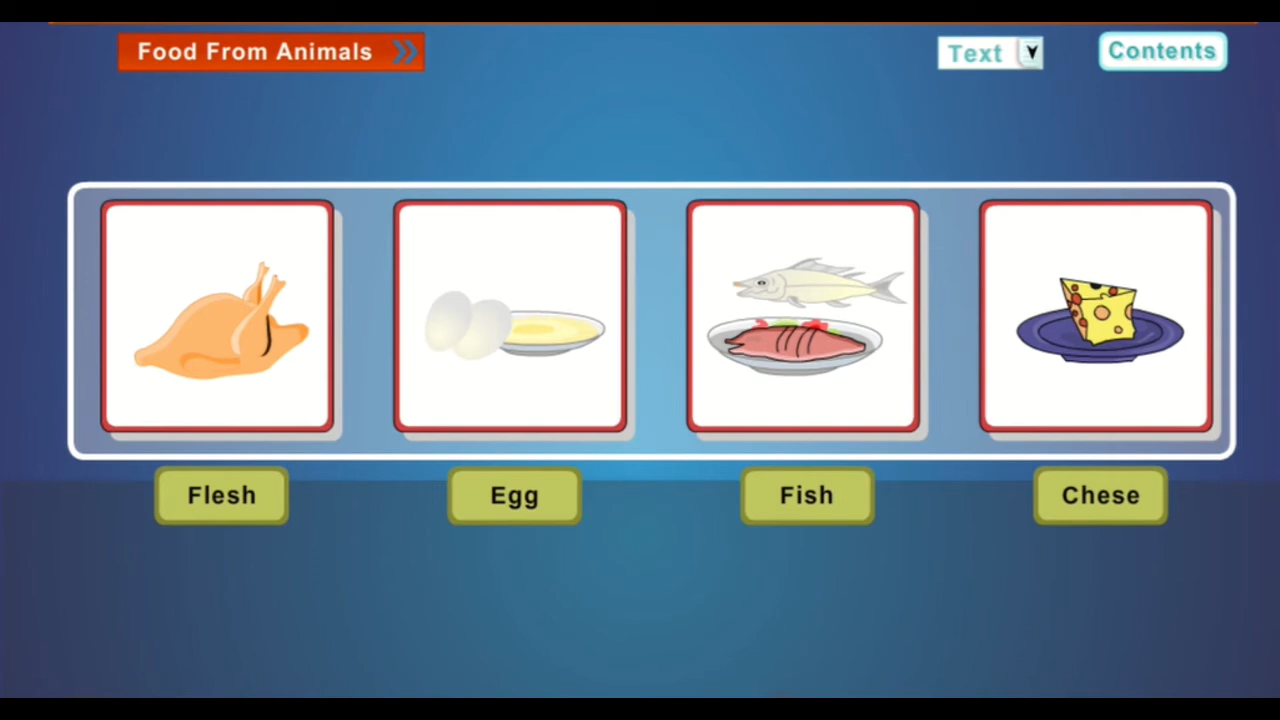 Food From Animals
Text
Contents
Flesh
Egg
Fish
Chese